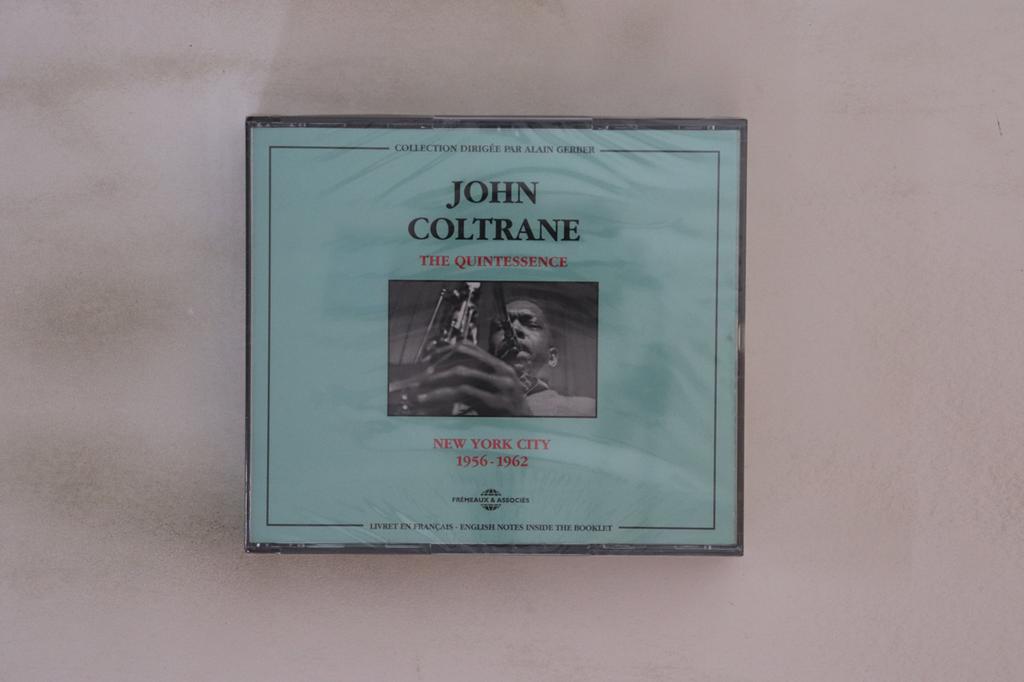 COLLECTION DIRIGÉE PAR ALAIN GERBER
JOHN
COLTRANE
THE QUINTESSENCE
NEW YORK CITY
1956 - 1962
FRÉMEAUX & ASSOCIÉS
LIVRET EN FRANÇAIS - ENGLISH NOTES INSIDE THE BOOKLET